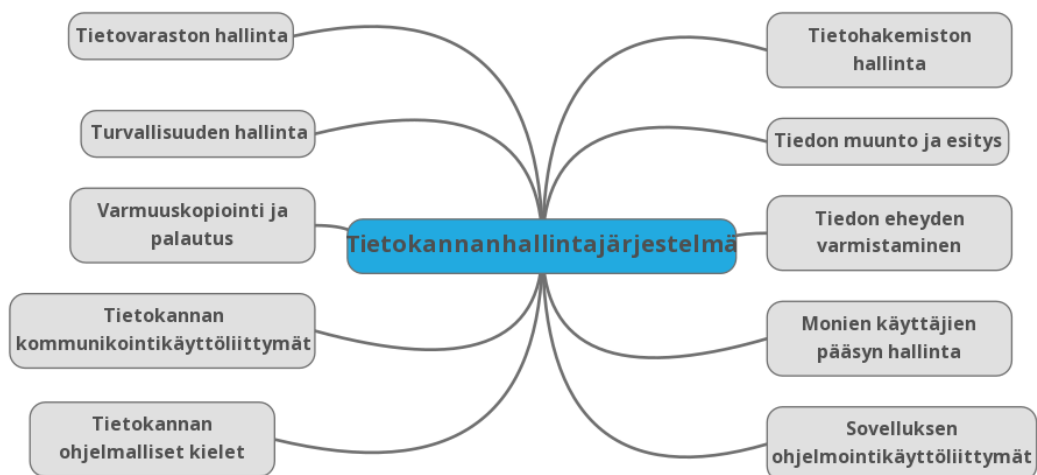 Tietovaraston hallinta
Turvallisuuden hallinta
Varmuuskopiointi ja
palautus
Tietokannan
kommunikointikäyttöliittymät
Tietokannan
ohjelmalliset kielet
Tietokannanhallintajärjestelmä
Tietohakemiston
hallinta
Tiedon muunto ja esitys
Tiedon eheyden
varmistaminen
Monien käyttäjien
pääsyn hallinta
Sovelluksen
ohjelmointikäyttöliittymät